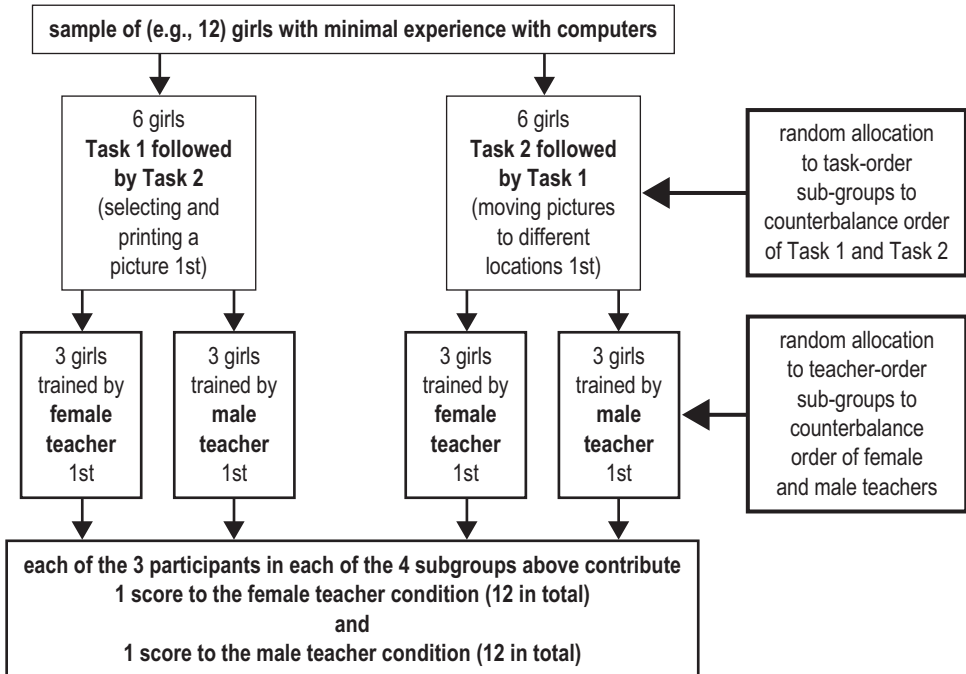 sample of (e.g., 12) girls with minimal experience with computers
6 girls
Task 1 followed
by Task 2
(selecting and
printing a
picture 1st)
6 girls
Task 2 followed
by Task 1
(moving pictures
to different
locations 1st)
random allocation
to task-order
sub-groups to
counterbalance order
of Task 1 and Task 2
3 girls
trained by
female
teacher
1st
3 girls
trained by
male
teacher
1st
3 girls
trained by
female
teacher
1st
3 girls
trained by
male
teacher
1st
random allocation
to teacher-order
sub-groups to
counterbalance
order of female
and male teachers
each of the 3 participants in each of the 4 subgroups above contribute
1 score to the female teacher condition (12 in total)
and
1 score to the male teacher condition (12 in total)